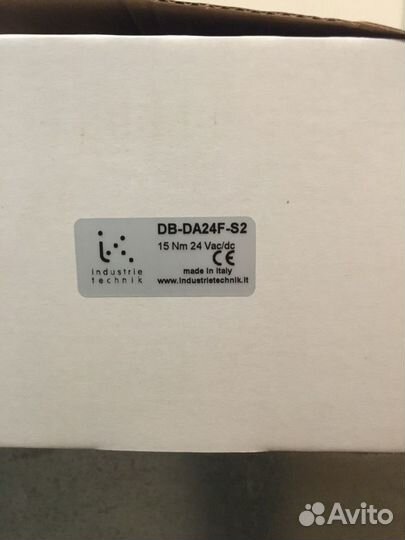 DB-DA24F-S2
15 Nm 24 Vac/dc
CE
made in Italy
www.industrietechnik.it
industrie
technik
Avito